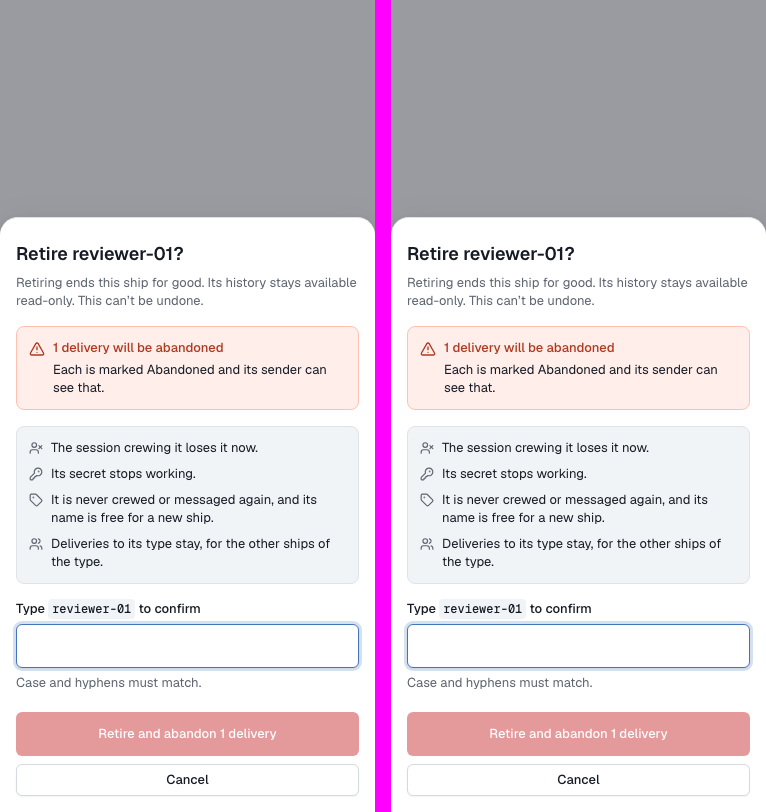 Retire reviewer-01?
Retiring ends this ship for good. Its history stays available
read-only. This can’t be undone.
1 delivery will be abandoned
Each is marked Abandoned and its sender can
see that.
The session crewing it loses it now.
Its secret stops working.
It is never crewed or messaged again, and its
name is free for a new ship.
Deliveries to its type stay, for the other ships of
the type.
Type reviewer-01 to confirm
Case and hyphens must match.
Retire and abandon 1 delivery
Cancel
Retire reviewer-01?
Retiring ends this ship for good. Its history stays available
read-only. This can’t be undone.
1 delivery will be abandoned
Each is marked Abandoned and its sender can
see that.
The session crewing it loses it now.
Its secret stops working.
It is never crewed or messaged again, and its
name is free for a new ship.
Deliveries to its type stay, for the other ships of
the type.
Type reviewer-01 to confirm
Case and hyphens must match.
Retire and abandon 1 delivery
Cancel